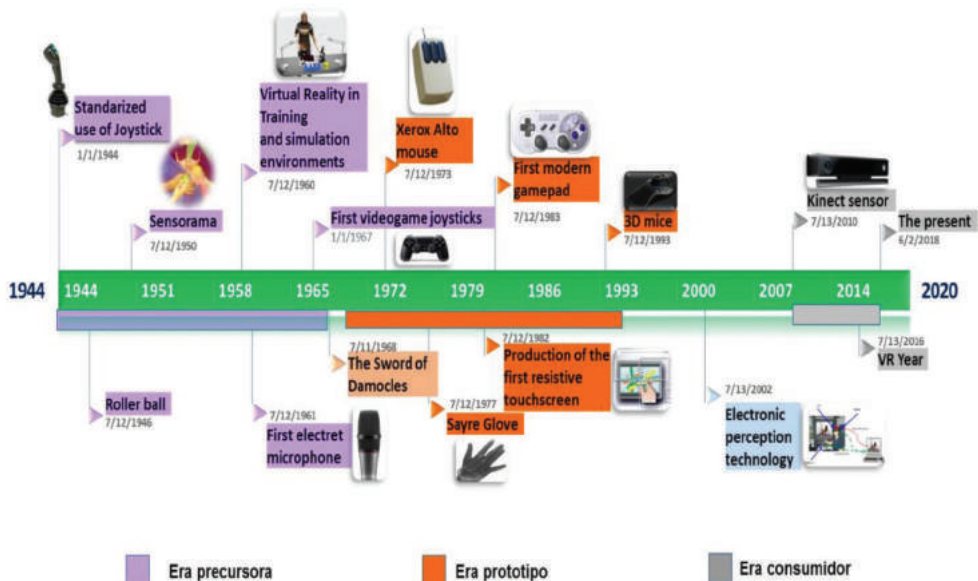 Standarized
use of Joystick
1/1/1944
Sensorama
7/12/1950
Virtual Reality in
Training
and simulation
environments
7/12/1960
First videogame joysticks
1/1/1967
Xerox Alto
mouse
7/12/1973
First modern
gamepad
7/12/1983
3D mice
7/12/1993
Kinect sensor
7/13/2010
The present
6/2/2018
1944
1944 1951 1958 1965 1972 1979 1986 1993 2000 2007 2014
2020
Roller ball
7/12/1946
7/12/1961
First electret
microphone
7/11/1968
The Sword of
Damocles
7/12/1977
Sayre Glove
7/12/1982
Production of the
first resistive
touchscreen
7/13/2002
Electronic
perception
technology
7/13/2016
VR Year
Era precursora
Era prototipo
Era consumidor